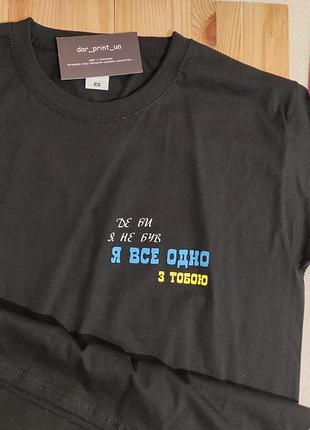 dar_print_ua
ДЕ БИ
Я НЕ БУВ
Я ВСЕ ОДНО
З ТОБОЮ